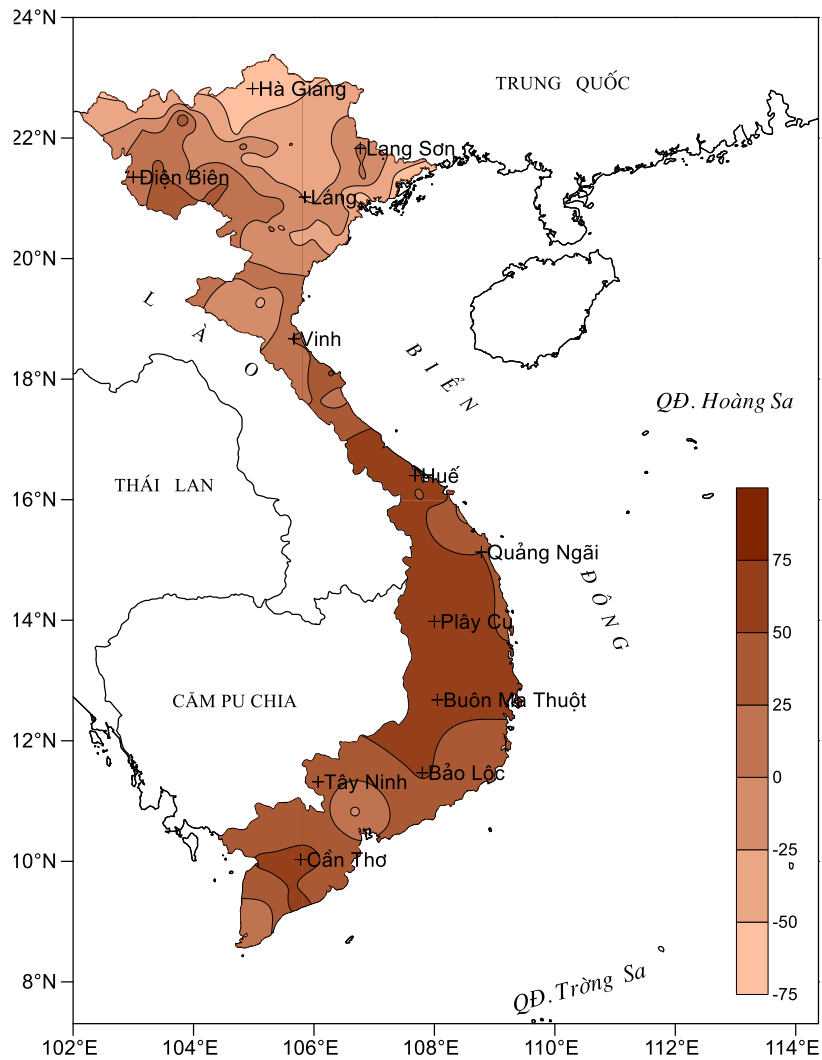 24°N
TRUNG QUỐC
Hà Giang
22°N
Lạng Sơn
Điện Biên
Láng
20°N
L À O
Vinh
BIỂN
18°N
QĐ. Hoàng Sa
THÁI LAN
Huế
16°N
Quảng Ngãi
75
ĐÔNG
14°N
Plây Cu
50
CĂM PU CHIA
Buôn Ma Thuột
25
12°N
Bảo Lộc
0
Tây Ninh
-25
10°N
Cần Thơ
-50
8°N
QĐ. Trờng Sa
-75
102°E 104°E 106°E 108°E 110°E 112°E 114°E